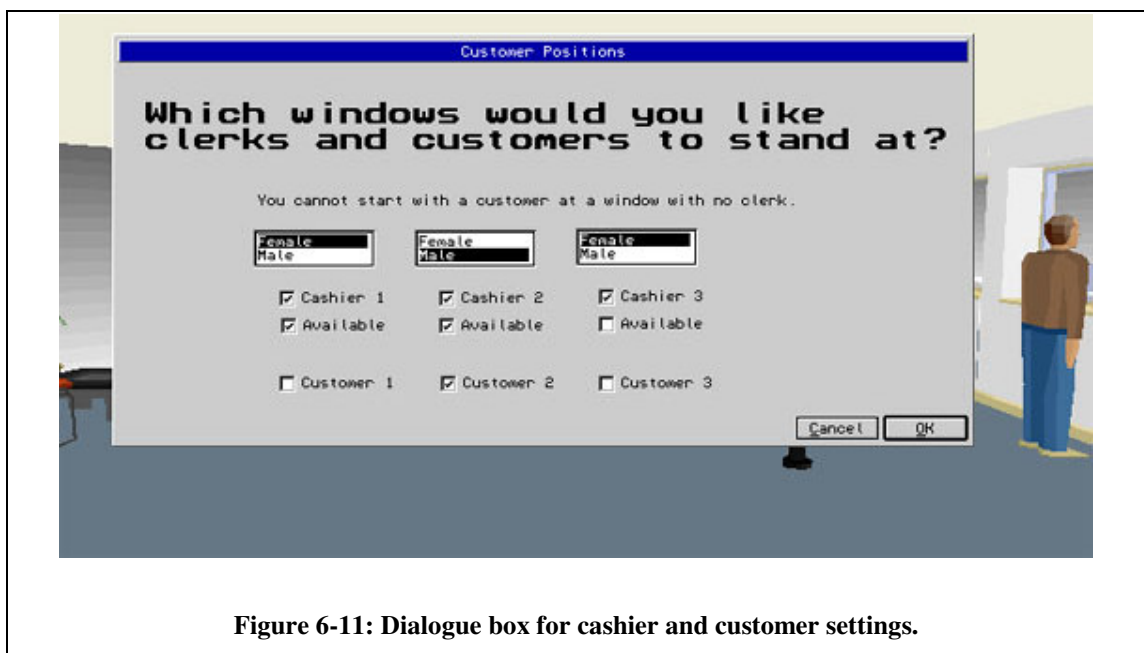 Customer Positions
Which windows would you like
clerks and customers to stand at?
You cannot start with a customer at a window with no clerk.
Female Female Female
Male Male Male
Cashier 1 Cashier 2 Cashier 3
Available Available Available
Customer 1 Customer 2 Customer 3
Cancel OK
Figure 6-11: Dialogue box for cashier and customer settings.